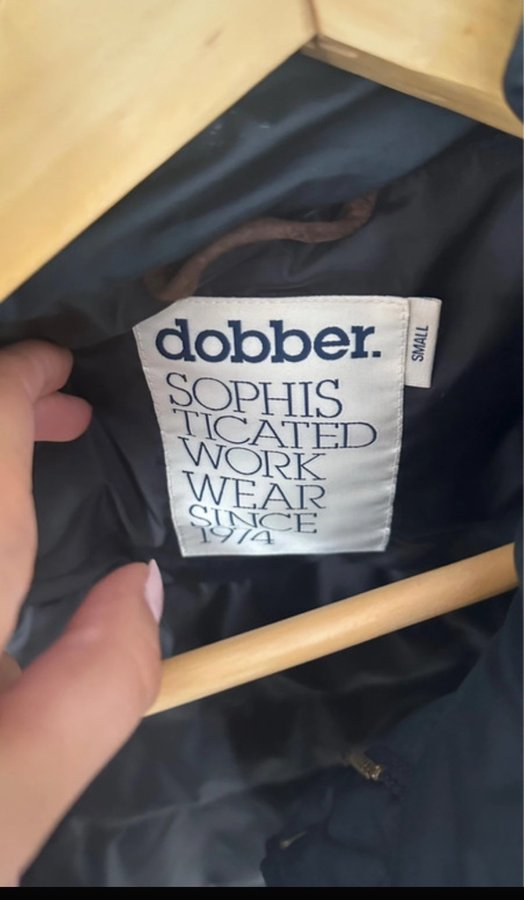 dobber.
SOPHIS
TICATED
WORK
WEAR
SINCE
1974
SMALL